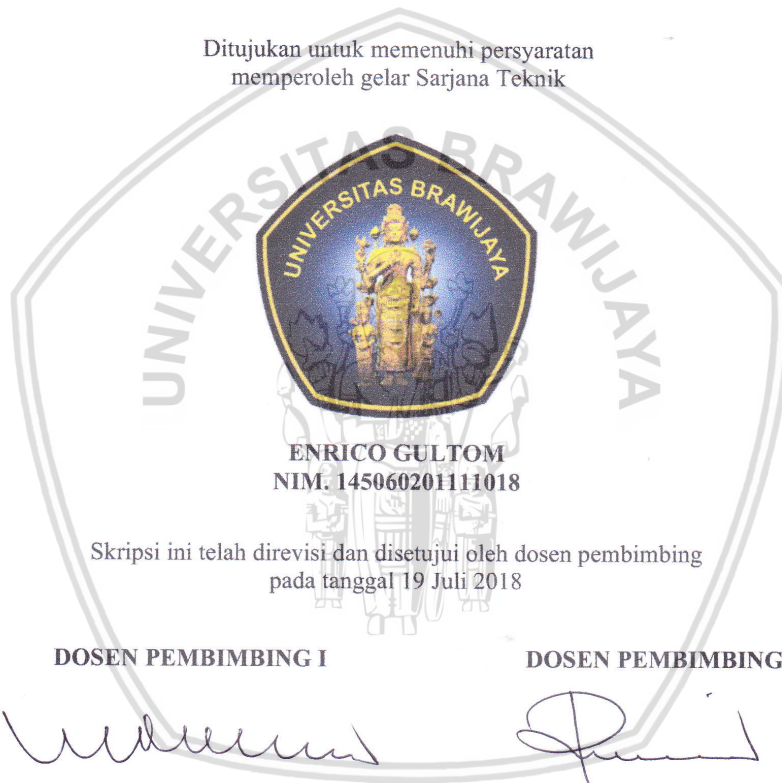 Ditujukan untuk memenuhi persyaratan
memperoleh gelar Sarjana Teknik
UNIVERSITAS BRAWIJAYA
UNIVERSITAS BRAWIJAYA
ENRICO GULTOM
NIM. 145060201111018
Skripsi ini telah direvisi dan disetujui oleh dosen pembimbing
pada tanggal 19 Juli 2018
DOSEN PEMBIMBING I
DOSEN PEMBIMBING